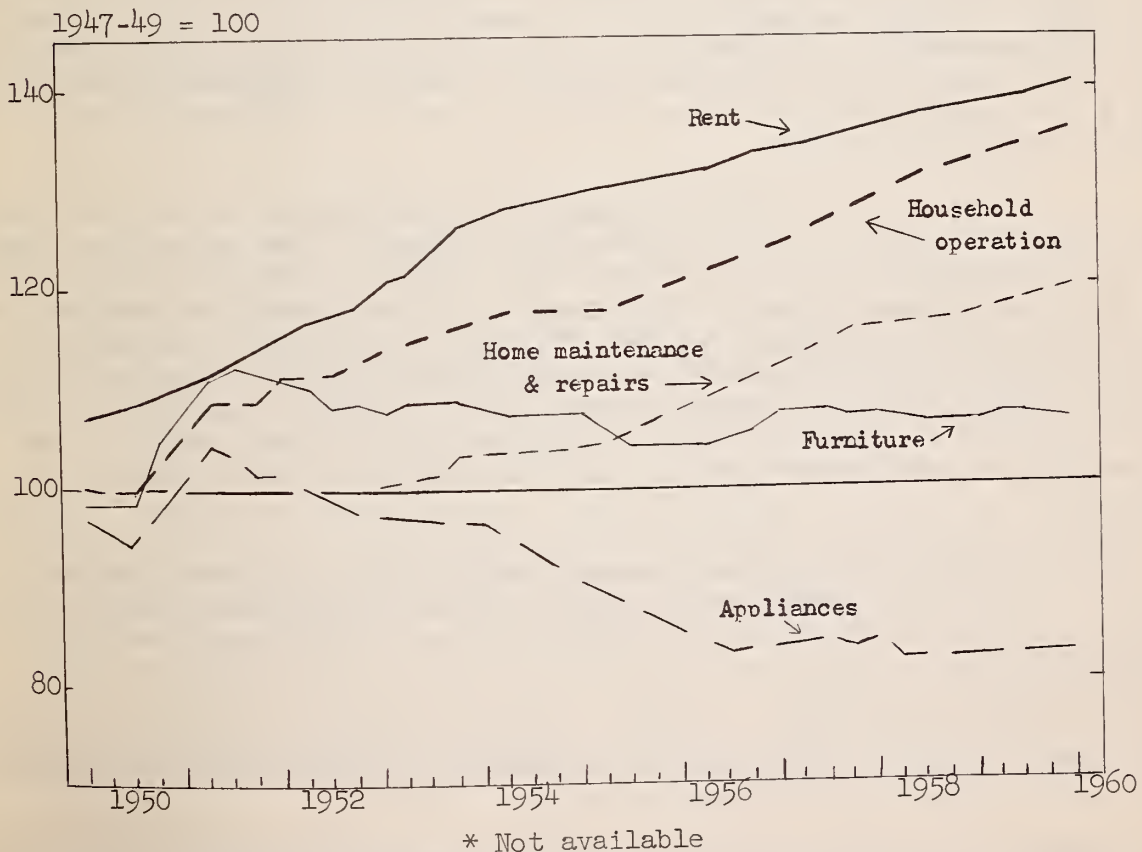 1947-49 = 100
140
Rent
Household
operation
120
Home maintenance
& repairs
Furniture
100
Appliances
80
1950 1952 1954 1956 1958 1960
* Not available